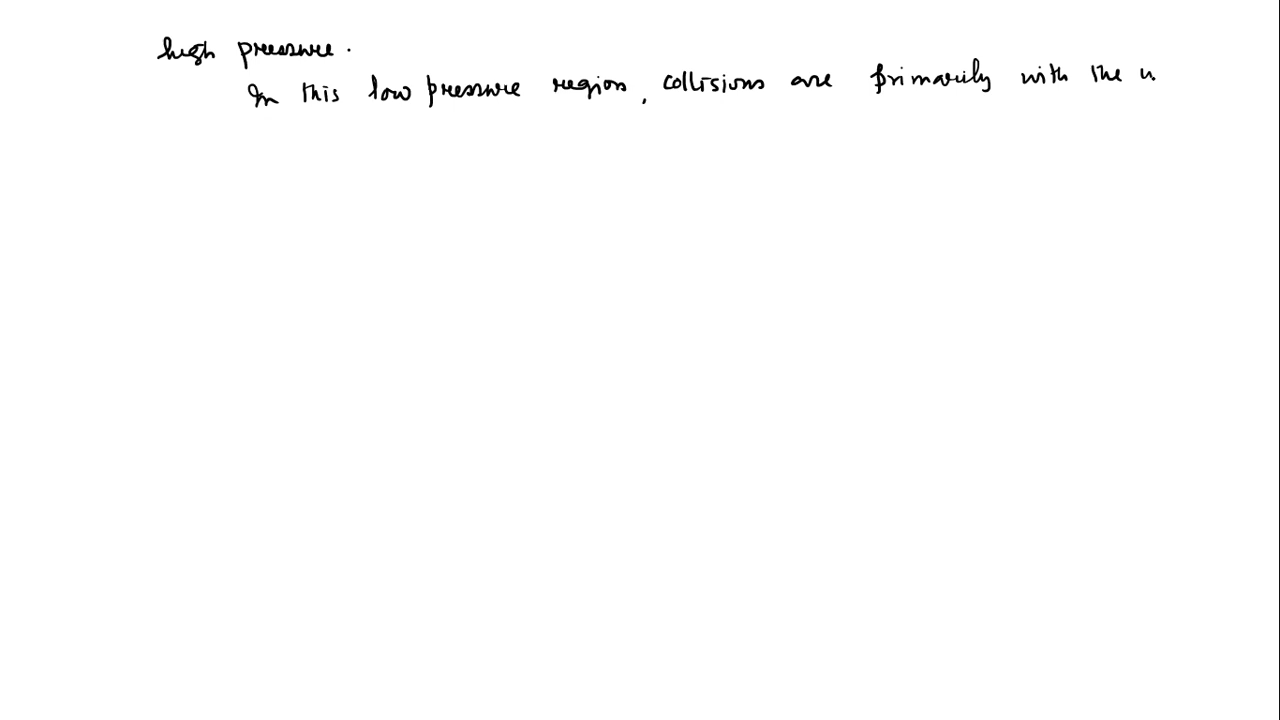 high pressure.
In this low pressure region, collisions are primarily with the